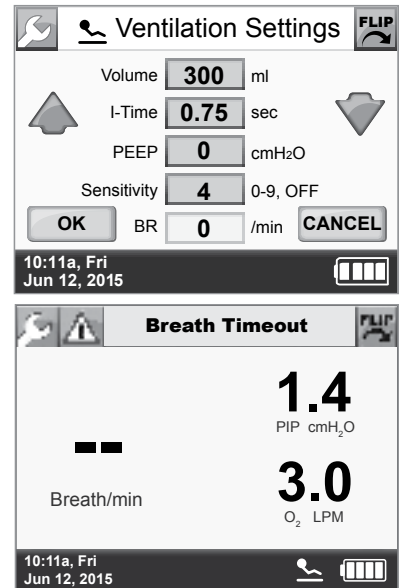 Ventilation Settings FLIP
Volume 300 ml
I-Time 0.75 sec
PEEP 0 cmH2O
Sensitivity 4 0-9, OFF
OK BR 0 /min CANCEL
10:11a, Fri
Jun 12, 2015
Breath Timeout FLIP
1.4
PIP cmH2O
--
Breath/min
3.0
O2 LPM
10:11a, Fri
Jun 12, 2015